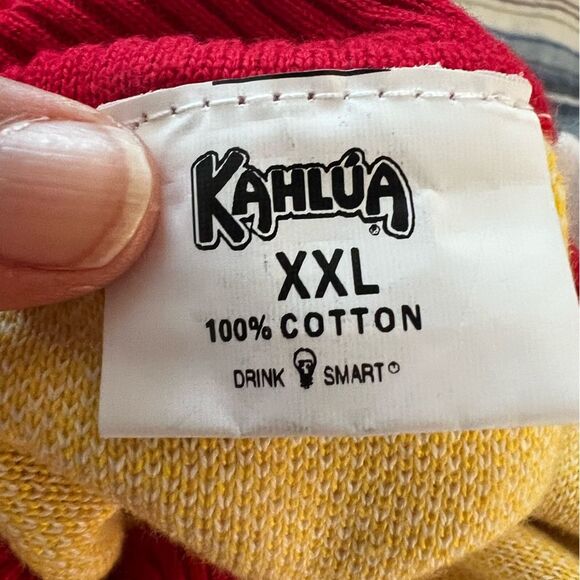 KAHLÚA®
XXL
100% COTTON
DRINK SMART®